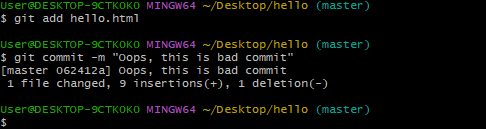 User@DESKTOP-9CTKOKO MINGW64 ~/Desktop/hello (master)
$ git add hello.html
User@DESKTOP-9CTKOKO MINGW64 ~/Desktop/hello (master)
$ git commit -m "Oops, this is bad commit"
[master 062412a] Oops, this is bad commit
 1 file changed, 9 insertions(+), 1 deletion(-)
User@DESKTOP-9CTKOKO MINGW64 ~/Desktop/hello (master)
$